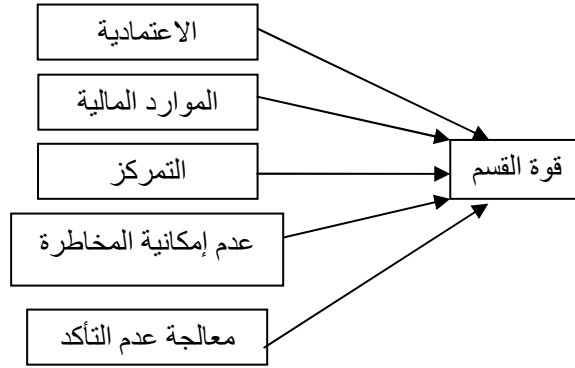 الاعتمادية
الموارد المالية
التمركز
قوة القسم
عدم إمكانية المخاطرة
معالجة عدم التأكد